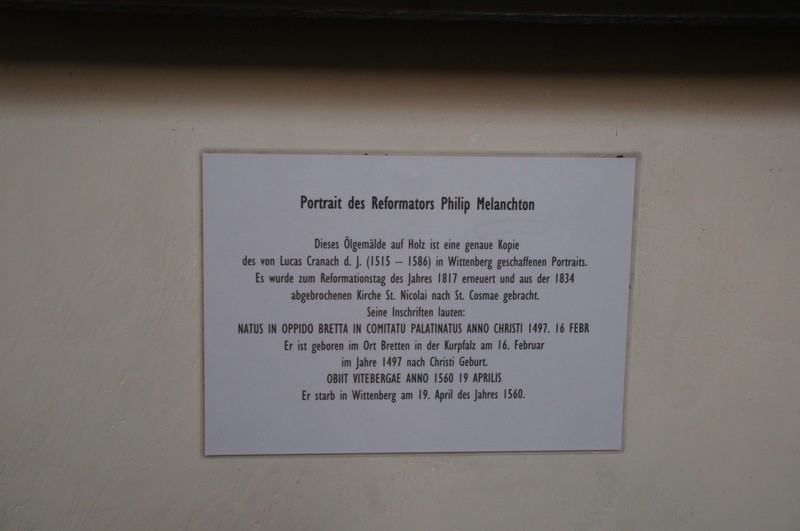 Portrait des Reformators Philip Melanchton
Dieses Ölgemälde auf Holz ist eine genaue Kopie
des von Lucas Cranach d. J. (1515 – 1586) in Wittenberg geschaffenen Portraits.
Es wurde zum Reformationstag des Jahres 1817 erneuert und aus der 1834
abgebrochenen Kirche St. Nicolai nach St. Cosmae gebracht.
Seine Inschriften lauten:
NATUS IN OPPIDO BRETTA IN COMITATU PALATINATUS ANNO CHRISTI 1497. 16 FEBR
Er ist geboren im Ort Bretten in der Kurpfalz am 16. Februar
im Jahre 1497 nach Christi Geburt.
OBIIT VITEBERGAE ANNO 1560 19 APRILIS
Er starb in Wittenberg am 19. April des Jahres 1560.